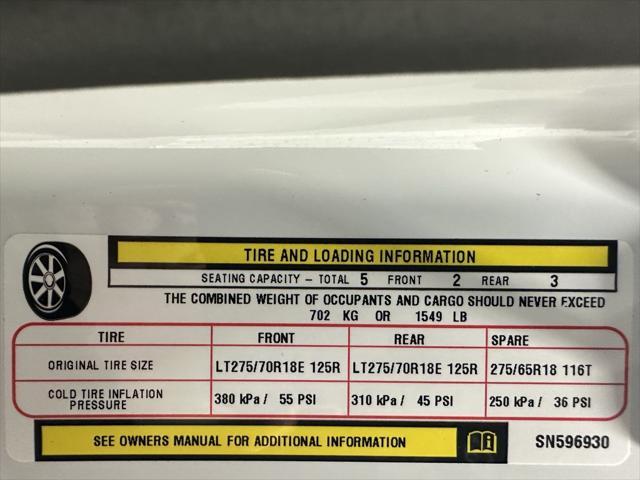 TIRE AND LOADING INFORMATION
SEATING CAPACITY – TOTAL 5 FRONT 2 REAR 3
THE COMBINED WEIGHT OF OCCUPANTS AND CARGO SHOULD NEVER EXCEED
702 KG OR 1549 LB
TIRE FRONT REAR SPARE
ORIGINAL TIRE SIZE LT275/70R18E 125R LT275/70R18E 125R 275/65R18 116T
COLD TIRE INFLATION
PRESSURE 380 kPa / 55 PSI 310 kPa / 45 PSI 250 kPa / 36 PSI
SEE OWNERS MANUAL FOR ADDITIONAL INFORMATION SN596930